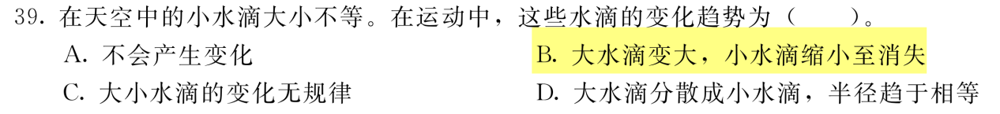 39. 在天空中的小水滴大小不等。在运动中，这些水滴的变化趋势为（　　）。
A. 不会产生变化　　B. 大水滴变大，小水滴缩小至消失
C. 大小水滴的变化无规律　　D. 大水滴分散成小水滴，半径趋于相等